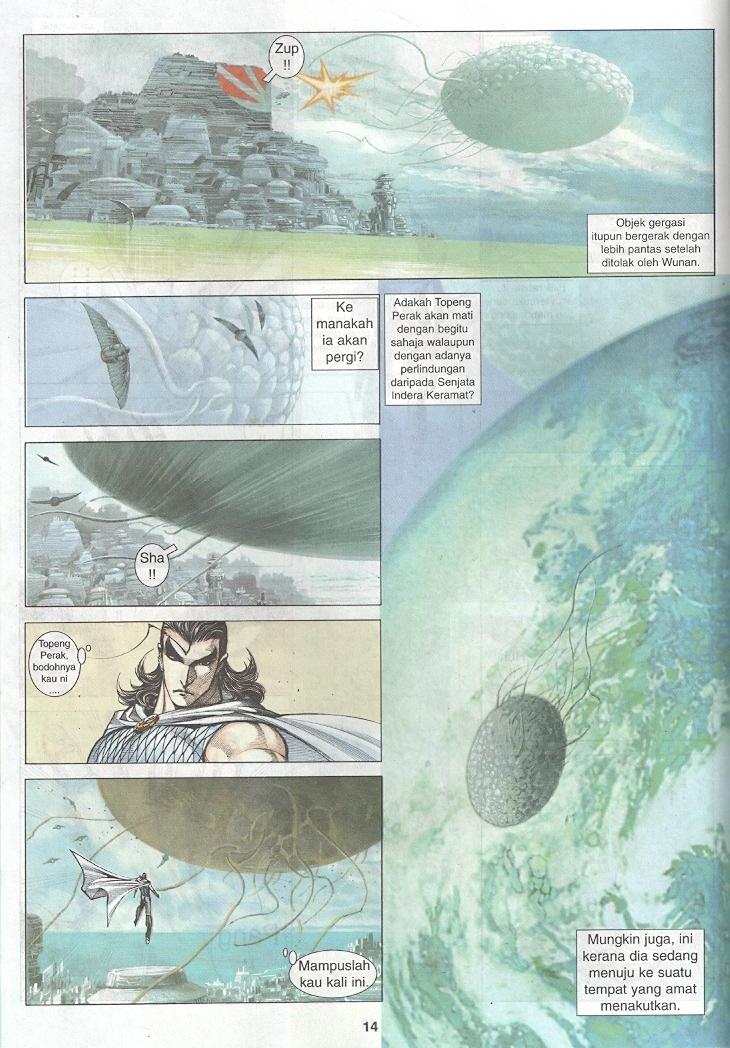 Zup
!!
Objek gergasi
itupun bergerak dengan
lebih pantas setelah
ditolak oleh Wunan.
Ke
manakah
ia akan
pergi?
Adakah Topeng
Perak akan mati
dengan begitu
sahaja walaupun
dengan adanya
perlindungan
daripada Senjata
Indera Keramat?
Sha
!!
Topeng
Perak,
bodohnya
kau ni
....
Mampuslah
kau kali ini.
Mungkin juga, ini
kerana dia sedang
menuju ke suatu
tempat yang amat
menakutkan.
14